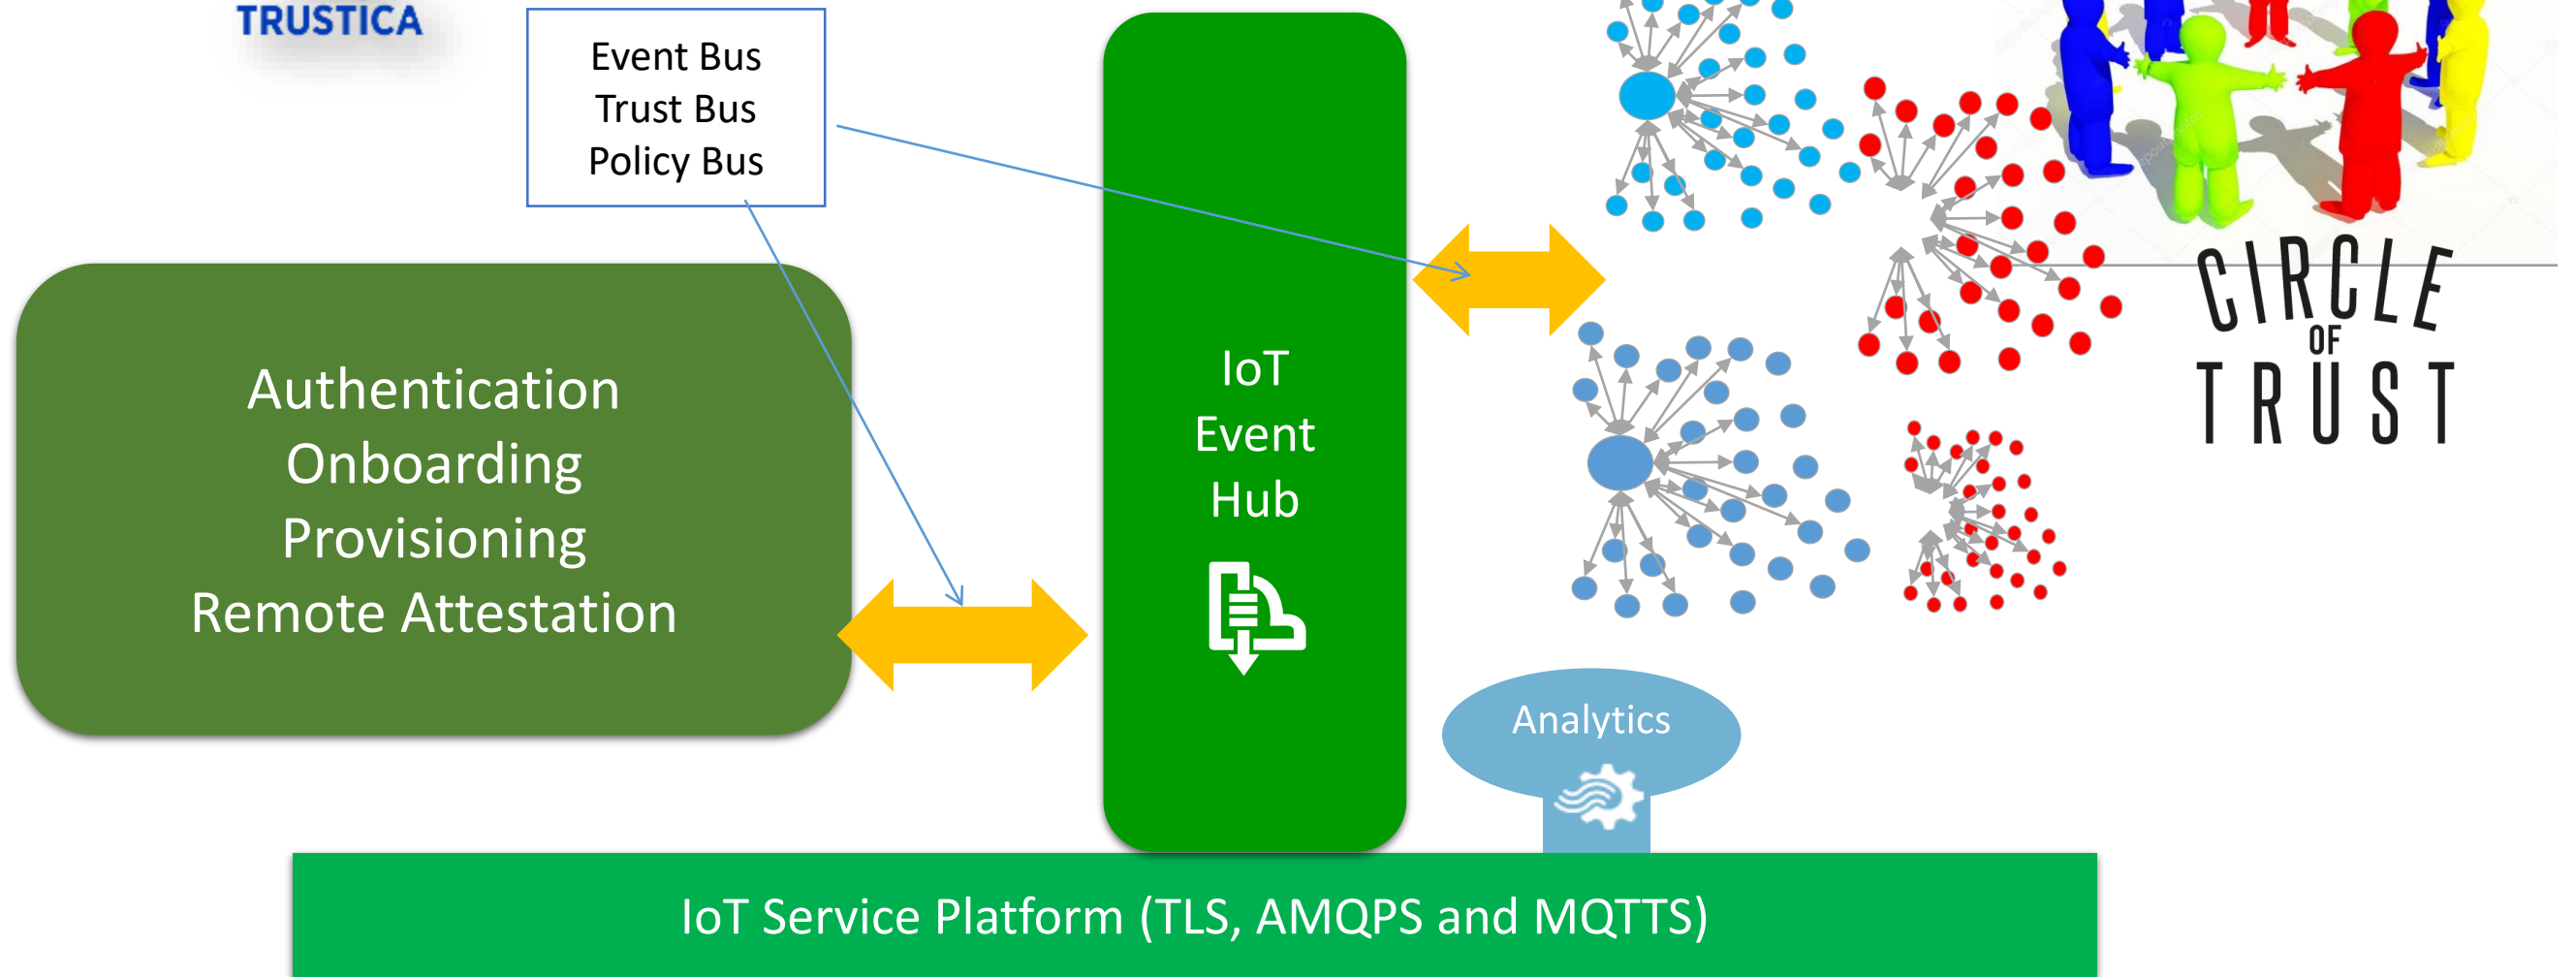 TRUSTICA
Event Bus
Trust Bus
Policy Bus
Authentication
Onboarding
Provisioning
Remote Attestation
IoT
Event
Hub
CIRCLE
OF
TRUST
Analytics
IoT Service Platform (TLS, AMQPS and MQTTS)